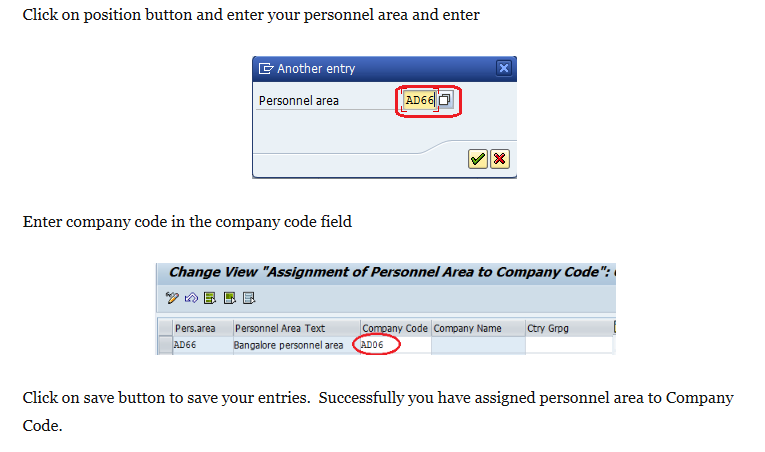 Click on position button and enter your personnel area and enter
Another entry
Personnel area AD66
Enter company code in the company code field
Change View "Assignment of Personnel Area to Company Code":
Pers.area Personnel Area Text Company Code Company Name Ctry Grpg
AD66 Bangalore personnel area AD06
Click on save button to save your entries. Successfully you have assigned personnel area to Company
Code.